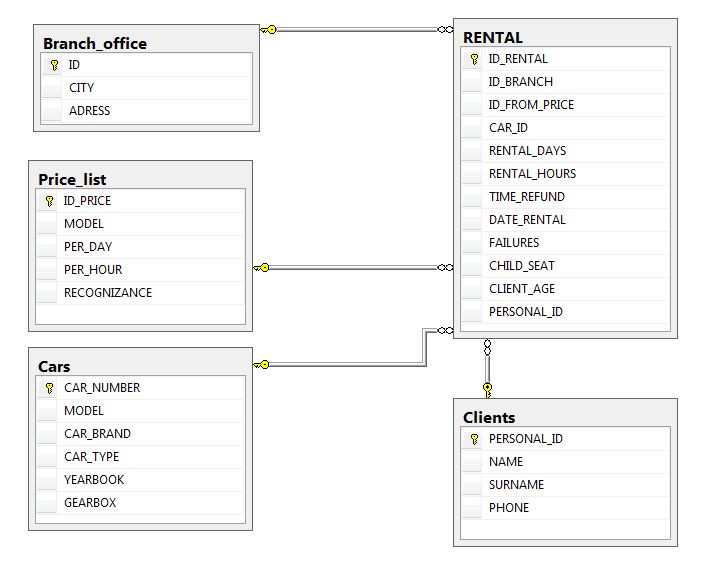 Branch_office
ID
CITY
ADRESS
Price_list
ID_PRICE
MODEL
PER_DAY
PER_HOUR
RECOGNIZANCE
Cars
CAR_NUMBER
MODEL
CAR_BRAND
CAR_TYPE
YEARBOOK
GEARBOX
RENTAL
ID_RENTAL
ID_BRANCH
ID_FROM_PRICE
CAR_ID
RENTAL_DAYS
RENTAL_HOURS
TIME_REFUND
DATE_RENTAL
FAILURES
CHILD_SEAT
CLIENT_AGE
PERSONAL_ID
Clients
PERSONAL_ID
NAME
SURNAME
PHONE